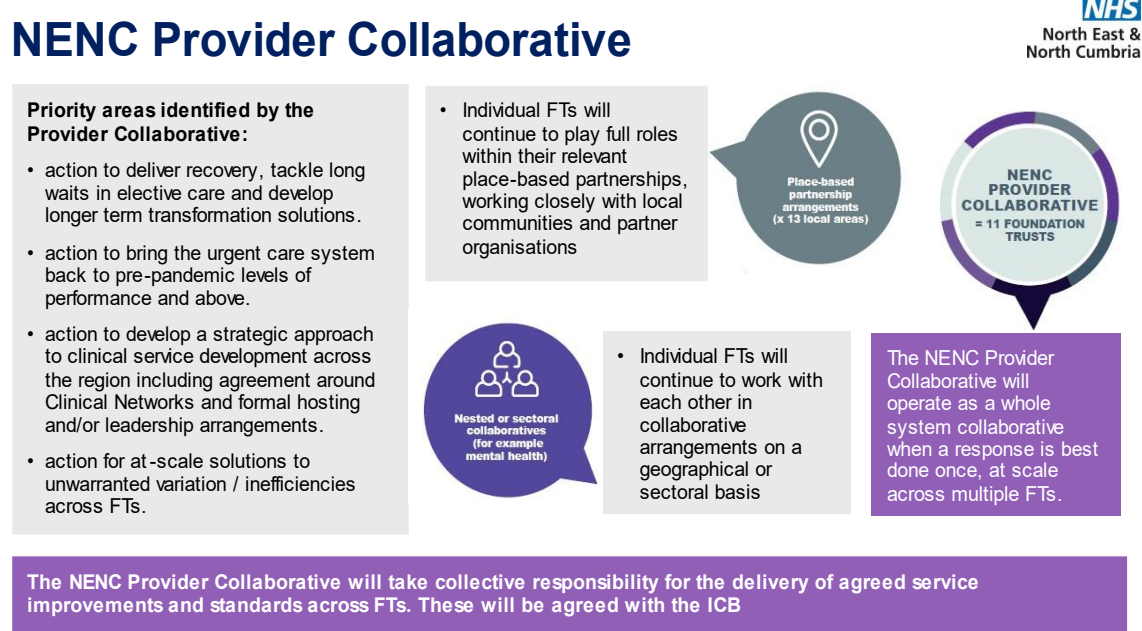 NENC Provider Collaborative
NHS
North East &
North Cumbria
Priority areas identified by the
Provider Collaborative:
• action to deliver recovery, tackle long
waits in elective care and develop
longer term transformation solutions.
• action to bring the urgent care system
back to pre-pandemic levels of
performance and above.
• action to develop a strategic approach
to clinical service development across
the region including agreement around
Clinical Networks and formal hosting
and/or leadership arrangements.
• action for at-scale solutions to
unwarranted variation / inefficiencies
across FTs.
• Individual FTs will
continue to play full roles
within their relevant
place-based partnerships,
working closely with local
communities and partner
organisations
Place-based
partnership
arrangements
(x 13 local areas)
NENC
PROVIDER
COLLABORATIVE
= 11 FOUNDATION
TRUSTS
Nested or sectoral
collaboratives
(for example
mental health)
• Individual FTs will
continue to work with
each other in
collaborative
arrangements on a
geographical or
sectoral basis
The NENC Provider
Collaborative will
operate as a whole
system collaborative
when a response is best
done once, at scale
across multiple FTs.
The NENC Provider Collaborative will take collective responsibility for the delivery of agreed service
improvements and standards across FTs. These will be agreed with the ICB